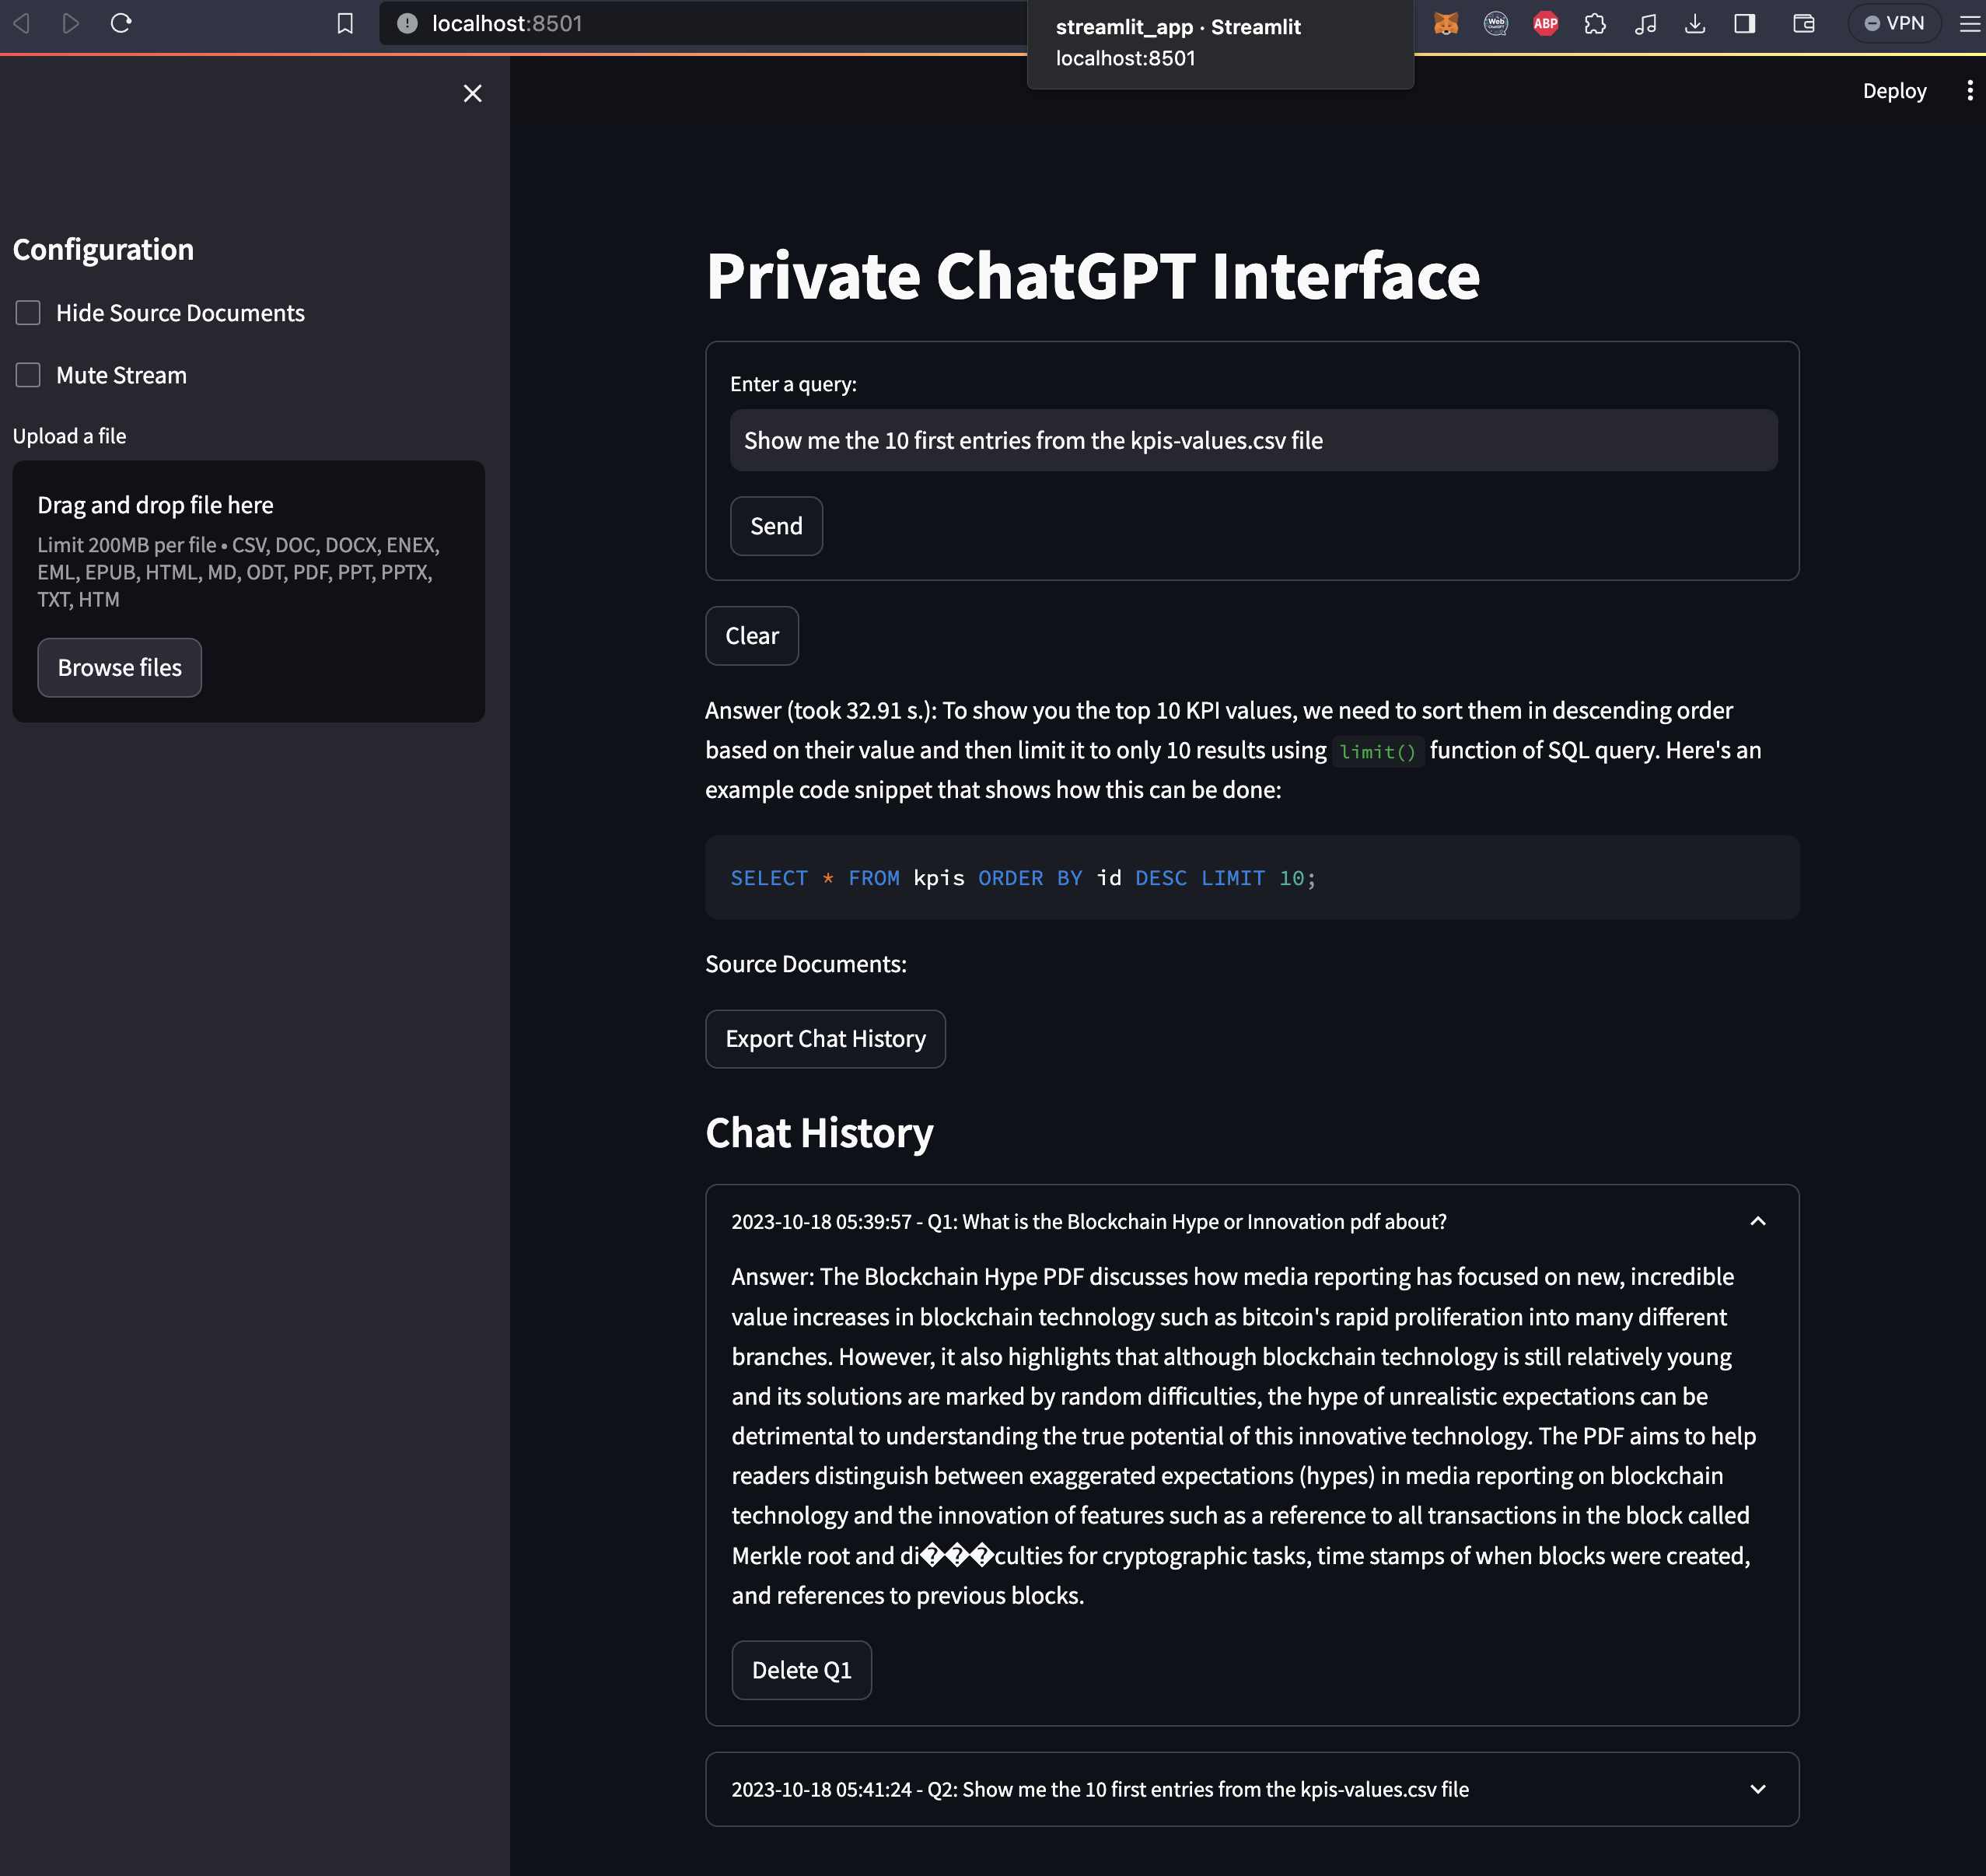 localhost:8501
streamlit_app · Streamlit
localhost:8501
Web
ChatGPT
ABP
VPN
Deploy
Configuration
Hide Source Documents
Mute Stream
Upload a file
Drag and drop file here
Limit 200MB per file • CSV, DOC, DOCX, ENEX,
EML, EPUB, HTML, MD, ODT, PDF, PPT, PPTX,
TXT, HTM
Browse files
Private ChatGPT Interface
Enter a query:
Show me the 10 first entries from the kpis-values.csv file
Send
Clear
Answer (took 32.91 s.): To show you the top 10 KPI values, we need to sort them in descending order
based on their value and then limit it to only 10 results using limit() function of SQL query. Here's an
example code snippet that shows how this can be done:
SELECT * FROM kpis ORDER BY id DESC LIMIT 10;
Source Documents:
Export Chat History
Chat History
2023-10-18 05:39:57 - Q1: What is the Blockchain Hype or Innovation pdf about?
Answer: The Blockchain Hype PDF discusses how media reporting has focused on new, incredible
value increases in blockchain technology such as bitcoin's rapid proliferation into many different
branches. However, it also highlights that although blockchain technology is still relatively young
and its solutions are marked by random difficulties, the hype of unrealistic expectations can be
detrimental to understanding the true potential of this innovative technology. The PDF aims to help
readers distinguish between exaggerated expectations (hypes) in media reporting on blockchain
technology and the innovation of features such as a reference to all transactions in the block called
Merkle root and di���culties for cryptographic tasks, time stamps of when blocks were created,
and references to previous blocks.
Delete Q1
2023-10-18 05:41:24 - Q2: Show me the 10 first entries from the kpis-values.csv file